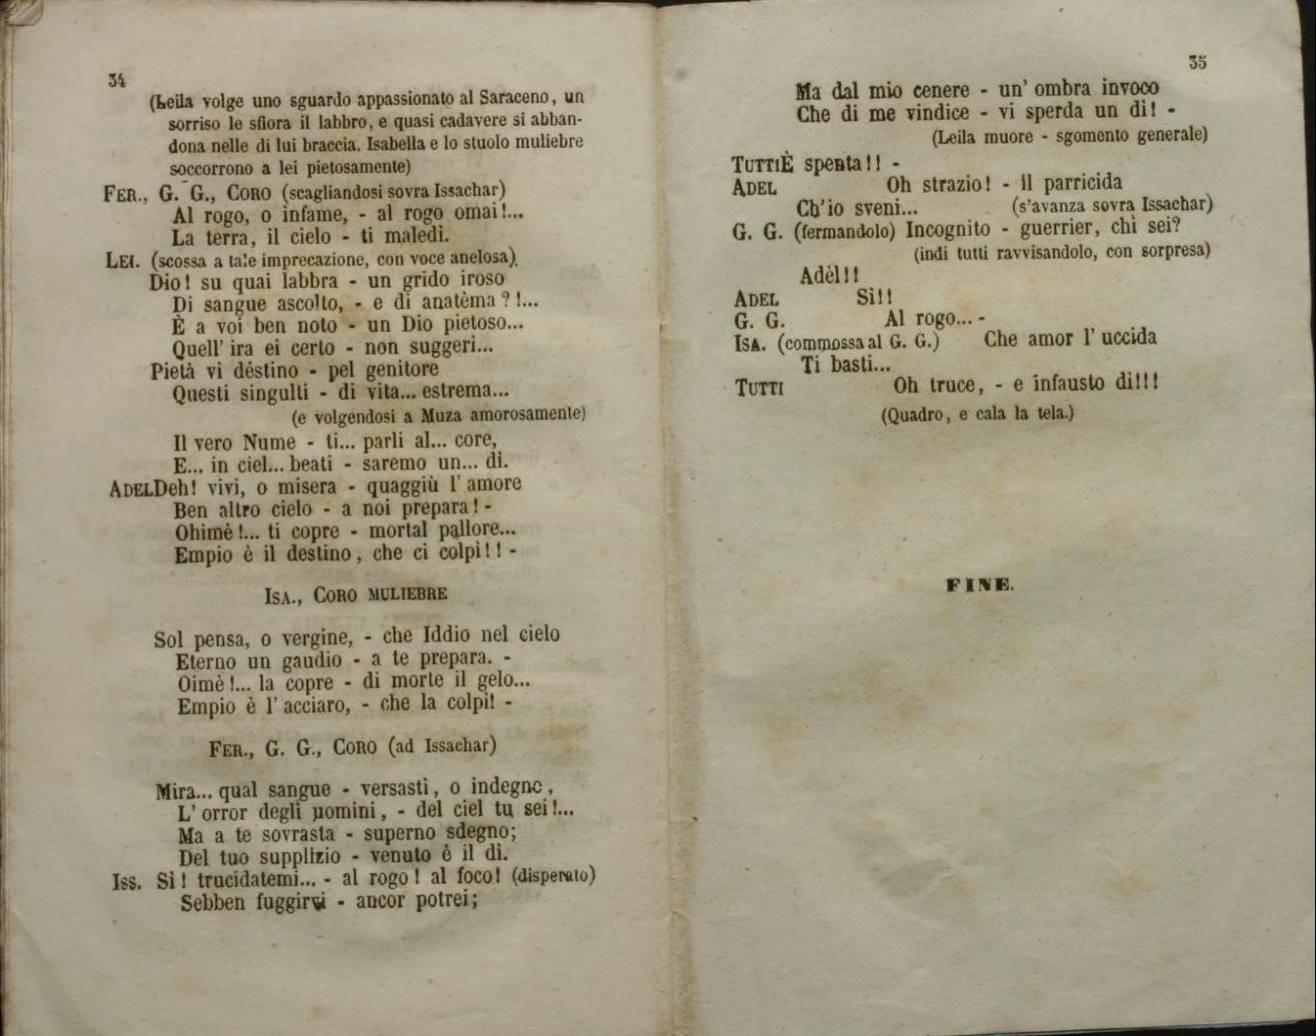 34
(Leila volge uno sguardo appassionato al Saraceno, un
sorriso le sfiora il labbro, e quasi cadavere si abban-
dona nelle di lui braccia. Isabella e lo stuolo muliebre
soccorrono a lei pietosamente)
FER., G. G., CORO (scagliandosi sovra Issachar)
Al rogo, o infame, - al rogo omai!...
La terra, il cielo - ti maledì.
LEI. (scossa a tale imprecazione, con voce anelosa).
Dio! su quai labbra - un grido iroso
Di sangue ascolto, - e di anatèma?!...
È a voi ben noto - un Dio pietoso...
Quell' ira ei certo - non suggerì...
Pietà vi déstino - pel genitore
Questi singulti - di vita... estrema...
(e volgendosi a Muza amorosamente)
Il vero Nume - ti... parli al... core,
E... in ciel... beati - saremo un... dì.
ADEL Deh! vivi, o misera - quaggiù l' amore
Ben altro cielo - a noi prepara! -
Ohimè!... ti copre - mortal pallore...
Empio è il destino, che ci colpì!! -
ISA., CORO MULIEBRE
Sol pensa, o vergine, - che Iddio nel cielo
Eterno un gaudio - a te prepara. -
Oimè!... la copre - di morte il gelo...
Empio è l' acciaro, - che la colpì! -
FER., G. G., CORO (ad Issachar)
Mira... qual sangue - versasti, o indegno,
L' orror degli uomini, - del ciel tu sei!...
Ma a te sovrasta - superno sdegno;
Del tuo supplizio - venuto è il dì.
ISS. Sì! trucidatemi... - al rogo! al foco! (disperato)
Sebben fuggirvi - ancor potrei;
35
Ma dal mio cenere - un' ombra invoco
Che di me vindice - vi sperda un dì! -
(Leila muore - sgomento generale)
TUTTI È spenta!! -
ADEL Oh strazio! - il parricida
Ch'io sveni... (s'avanza sovra Issachar)
G. G. (fermandolo) Incognito - guerrier, chi sei?
(indi tutti ravvisandolo, con sorpresa)
Adèl!!
ADEL Sì!!
G. G. Al rogo... -
ISA. (commossa al G. G.) Che amor l' uccida
Ti basti...
TUTTI Oh truce, - e infausto dì!!!
(Quadro, e cala la tela.)
FINE.